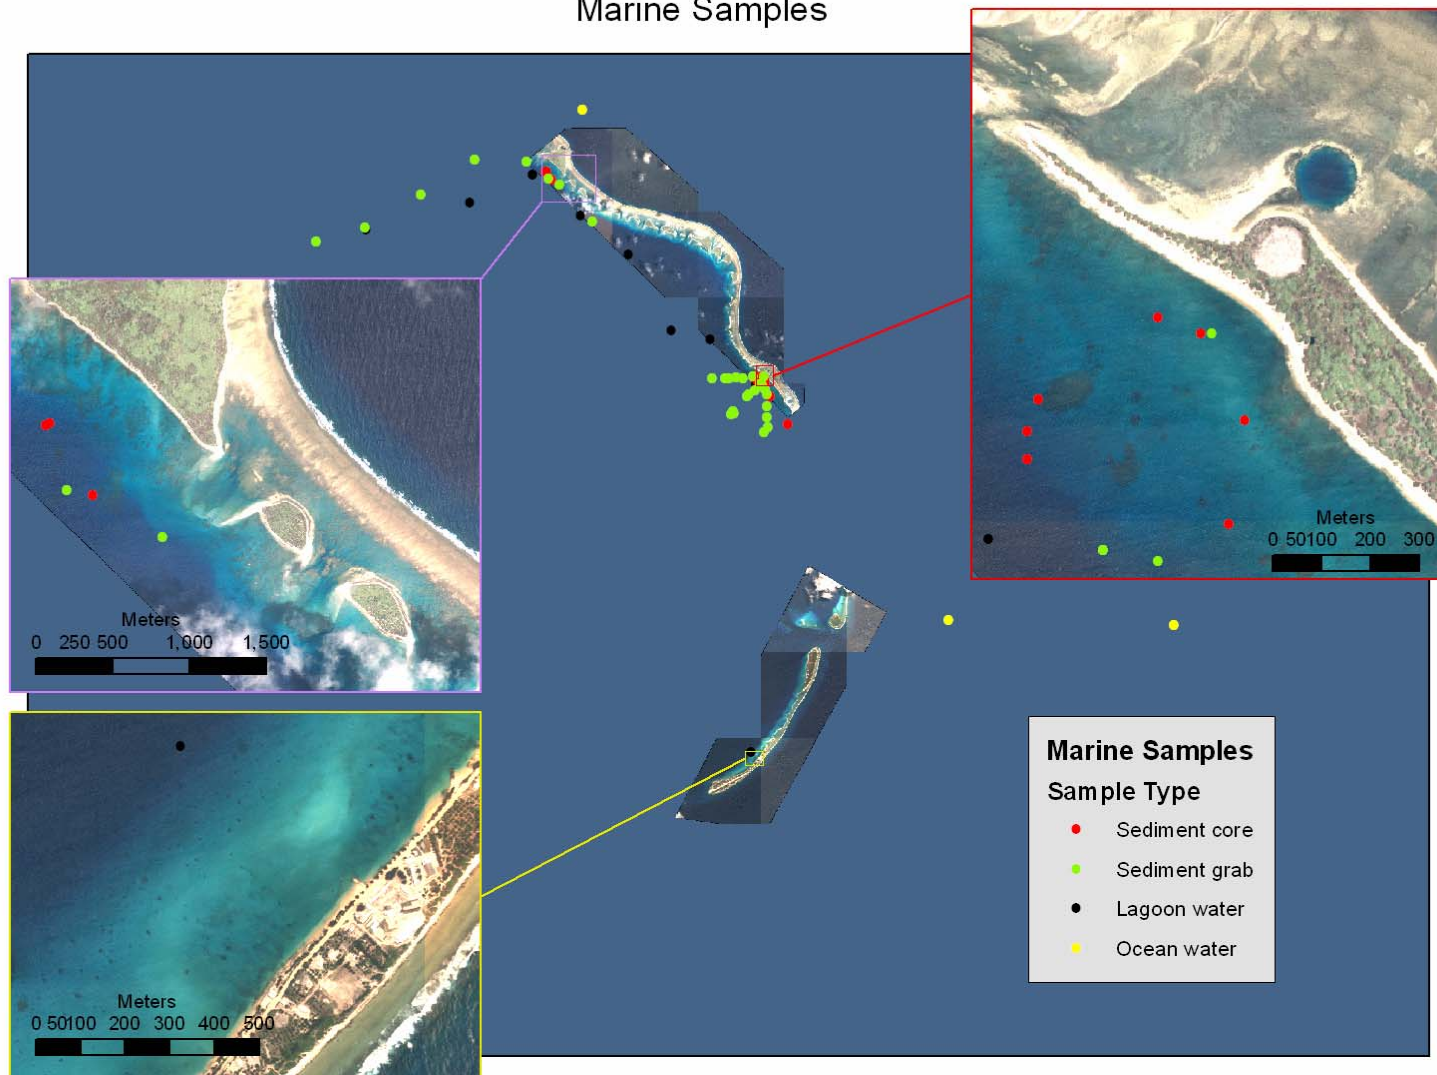 Marine Samples
Meters
0 50100 200 300
Meters
0 250 500 1,000 1,500
Marine Samples
Sample Type
Sediment core
Sediment grab
Lagoon water
Ocean water
Meters
0 50100 200 300 400 500